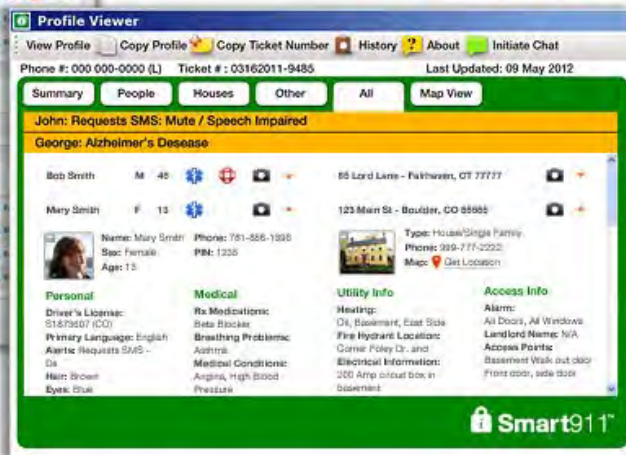 Profile Viewer
View Profile Copy Profile Copy Ticket Number History About Initiate Chat
Phone #: 000 000-0000 (L) Ticket # : 03162011-9485 Last Updated: 09 May 2012
Summary People Houses Other All Map View
John: Requests SMS: Mute / Speech Impaired
George: Alzheimer's Desease
Bob Smith M 45 85 Lord Lane - Fairhaven, CT 77777
Mary Smith F 13 123 Main St - Boulder, CO 55555
Name: Mary Smith Phone: 781-856-1398
Sex: Female PIN: 1235
Age: 13
Type: House/Single Family
Phone: 999-777-2222
Map: Get Location
Personal
Driver's License:
S1873607 (CO)
Primary Language: English
Alerts: Requests SMS -
Hair: Brown
Eyes: Blue
Medical
Rx Medications:
Beta Blocker
Breathing Problems:
Asthma
Medical Conditions:
Angina, High Blood
Pressure
Utility Info
Heating:
Oil, Basement, East Side
Fire Hydrant Location:
Corner Foley Dr. and
Electrical Information:
200 Amp circuit box in
basement
Access Info
Alarm:
All Doors, All Windows
Landlord Name: N/A
Access Points:
Basement Walk out door
Front door, side door
Smart911™